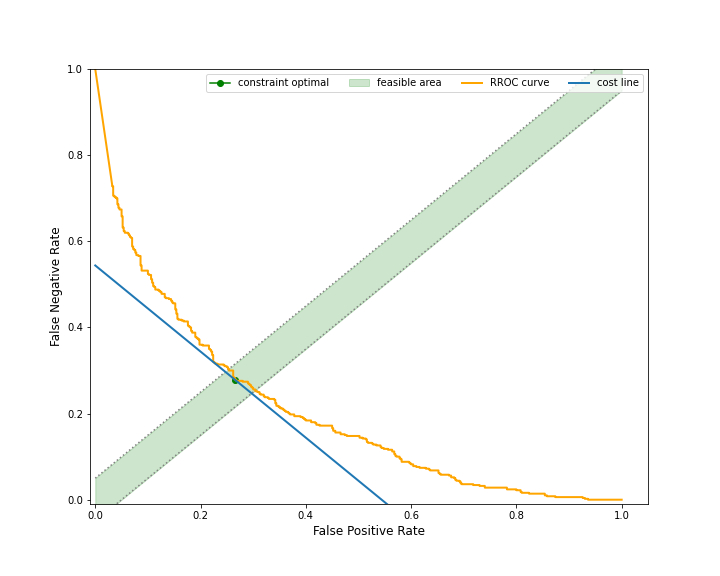 constraint optimal feasible area RROC curve cost line
1.0
0.8
0.6
0.4
0.2
0.0
False Negative Rate
0.0 0.2 0.4 0.6 0.8 1.0
False Positive Rate